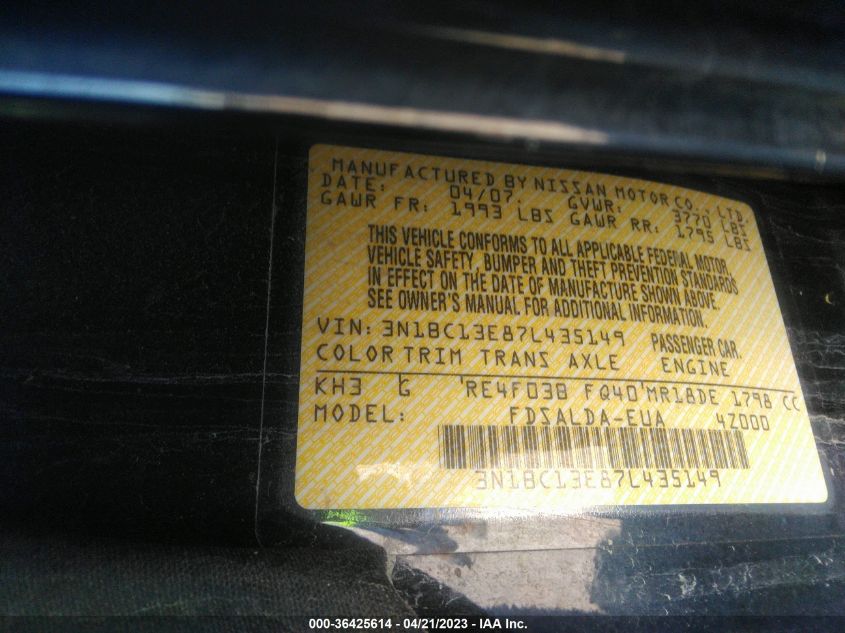 MANUFACTURED BY NISSAN MOTOR CO., LTD.
DATE: 04/07. GVWR: 3770 LBS
GAWR FR: 1993 LBS GAWR RR: 1795 LBS
THIS VEHICLE CONFORMS TO ALL APPLICABLE FEDERAL MOTOR
VEHICLE SAFETY, BUMPER AND THEFT PREVENTION STANDARDS
IN EFFECT ON THE DATE OF MANUFACTURE SHOWN ABOVE.
SEE OWNER'S MANUAL FOR ADDITIONAL INFORMATION.
VIN: 3N1BC13E87L435149 PASSENGER CAR.
COLOR TRIM TRANS AXLE ENGINE
KH3 G RE4F03B FQ40 MR18DE 1798 CC
MODEL: FDSALDA-EUA 4Z000
3N1BC13E87L435149
000-36425614 - 04/21/2023 - IAA Inc.